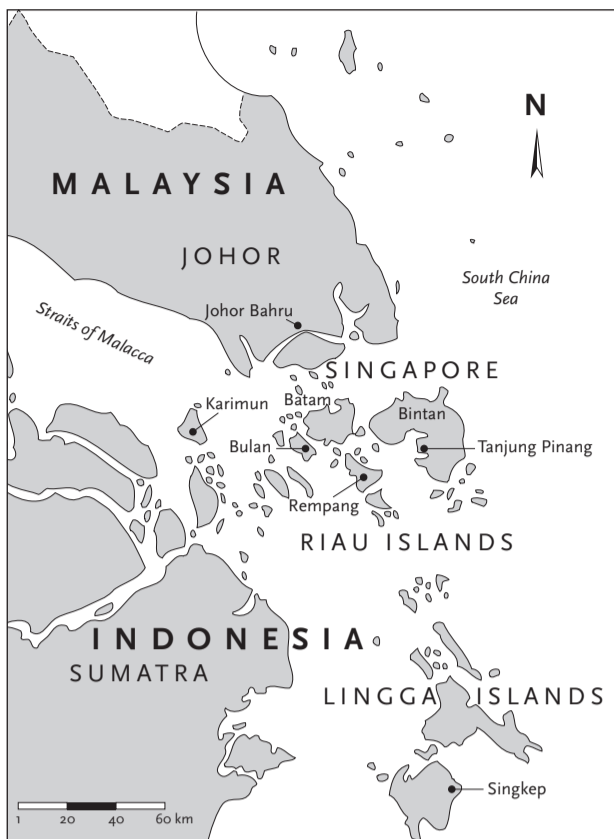 N
MALAYSIA
JOHOR
South China
Sea
Johor Bahru
Straits of Malacca
SINGAPORE
Karimun
Batam
Bintan
Bulan
Tanjung Pinang
Rempang
RIAU ISLANDS
INDONESIA
SUMATRA
LINGGA ISLANDS
Singkep
1 20 40 60 km